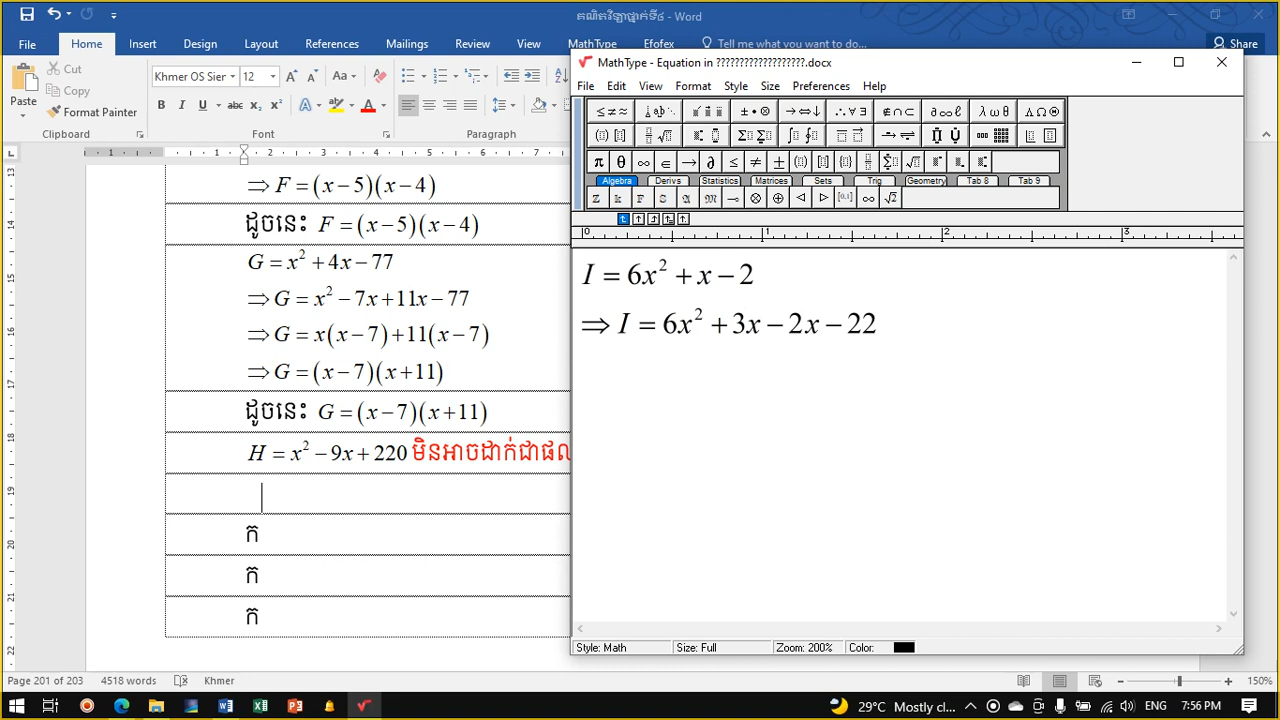 គណិតវិទ្យាថ្នាក់ទី៨ - Word
File Home Insert Design Layout References Mailings Review View MathType Efofex Tell me what you want to do... Share
Cut
Copy
Format Painter
Paste
Khmer OS Sier 12
Clipboard Font Paragraph
⇒ F = (x − 5)(x − 4)
ដូចនេះ F = (x − 5)(x − 4)
G = x² + 4x − 77
⇒ G = x² − 7x + 11x − 77
⇒ G = x(x − 7) + 11(x − 7)
⇒ G = (x − 7)(x + 11)
ដូចនេះ G = (x − 7)(x + 11)
H = x² − 9x + 220 មិនអាចដាក់ជាផល
ក
ក
ក
MathType - Equation in ???????????????????.docx
File Edit View Format Style Size Preferences Help
Algebra Derivs Statistics Matrices Sets Trig Geometry Tab 8 Tab 9
I = 6x² + x − 2
⇒ I = 6x² + 3x − 2x − 22
Style: Math Size: Full Zoom: 200% Color:
Page 201 of 203 4518 words Khmer 150%
29°C Mostly cl... ENG 7:56 PM